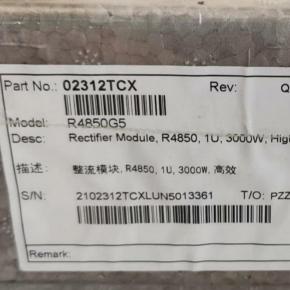 Part No.: 02312TCX Rev: Q
Model: R4850G5
Desc: Rectifier Module, R4850, 1U, 3000W, High
描述: 整流模块, R4850, 1U, 3000W, 高效
S/N: 2102312TCXLUN5013361 T/O: PZZ
Remark: